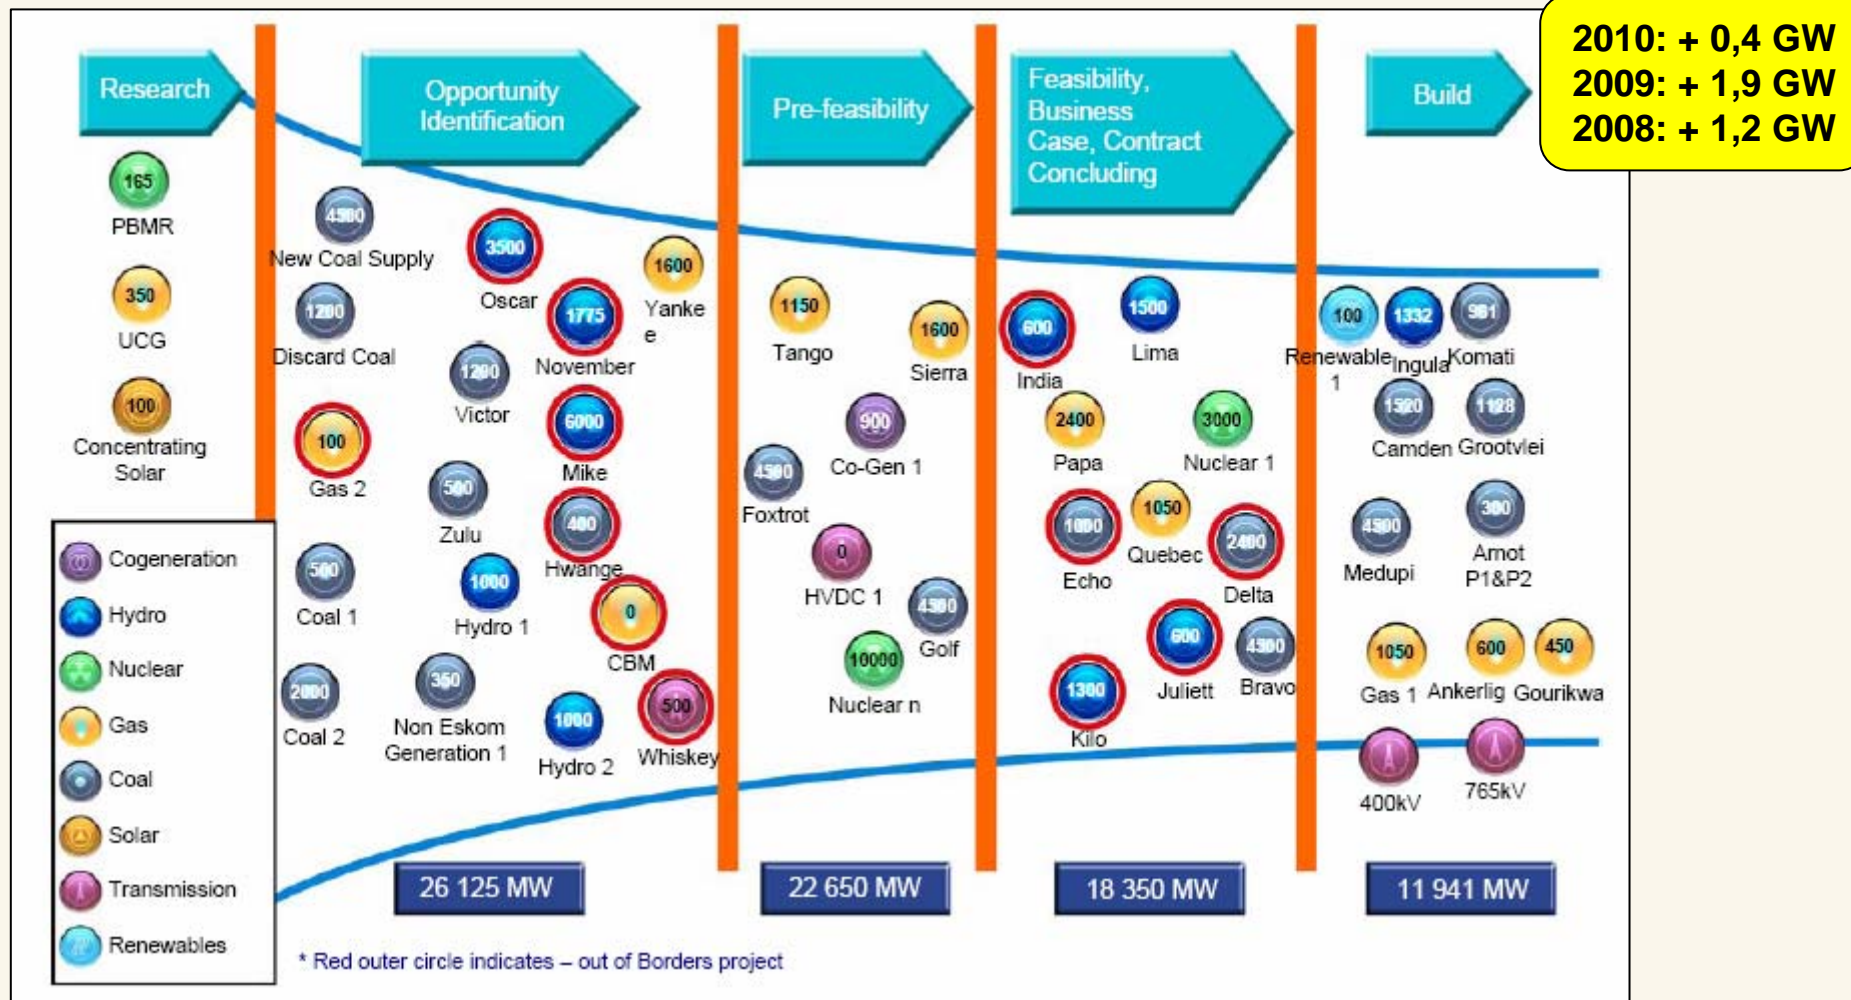 2010: + 0,4 GW
2009: + 1,9 GW
2008: + 1,2 GW
Research
Opportunity
Identification
Pre-feasibility
Feasibility,
Business
Case, Contract
Concluding
Build
165
PBMR
350
UCG
100
Concentrating
Solar
Cogeneration
Hydro
Nuclear
Gas
Coal
Solar
Transmission
Renewables
4500
New Coal Supply
1200
Discard Coal
100
Gas 2
500
Coal 1
2000
Coal 2
3500
Oscar
1200
Victor
500
Zulu
1000
Hydro 1
350
Non Eskom
Generation 1
1775
November
6000
Mike
400
Hwange
0
CBM
1000
Hydro 2
1600
Yanke
e
500
Whiskey
1150
Tango
1600
Sierra
900
Co-Gen 1
4500
Foxtrot
0
HVDC 1
4500
Golf
10000
Nuclear n
600
India
1500
Lima
2400
Papa
3000
Nuclear 1
1000
Echo
1050
Quebec
2400
Delta
600
Juliett
4500
Bravo
1300
Kilo
100
Renewable
1
1332
Ingula
961
Komati
1520
Camden
1128
Grootvlei
4500
Medupi
300
Arnot
P1&P2
1050
Gas 1
600
Ankerlig
450
Gourikwa
400kV
765kV
26 125 MW
22 650 MW
18 350 MW
11 941 MW
* Red outer circle indicates – out of Borders project